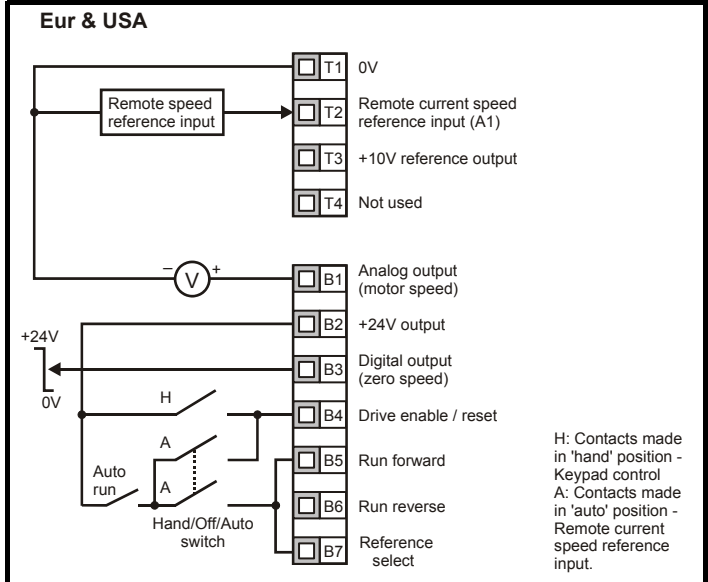 Eur & USA
T1 0V
Remote speed
reference input
T2 Remote current speed
reference input (A1)
T3 +10V reference output
T4 Not used
– V +
B1 Analog output
(motor speed)
B2 +24V output
+24V
0V
B3 Digital output
(zero speed)
H
B4 Drive enable / reset
A
B5 Run forward
Auto
run
A
B6 Run reverse
Hand/Off/Auto
switch
B7 Reference
select
H: Contacts made
in 'hand' position -
Keypad control
A: Contacts made
in 'auto' position -
Remote current
speed reference
input.